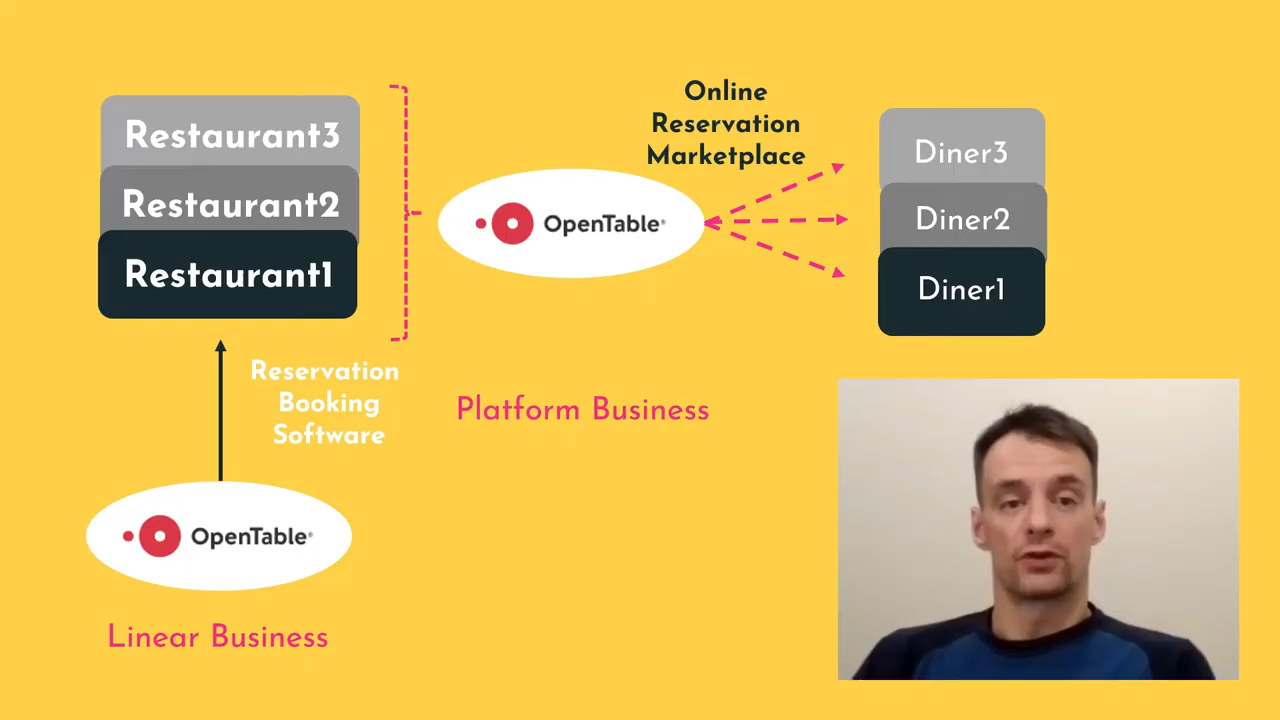 Restaurant3
Restaurant2
Restaurant1
Reservation
Booking
Software
OpenTable®
Linear Business
OpenTable®
Platform Business
Online
Reservation
Marketplace
Diner3
Diner2
Diner1